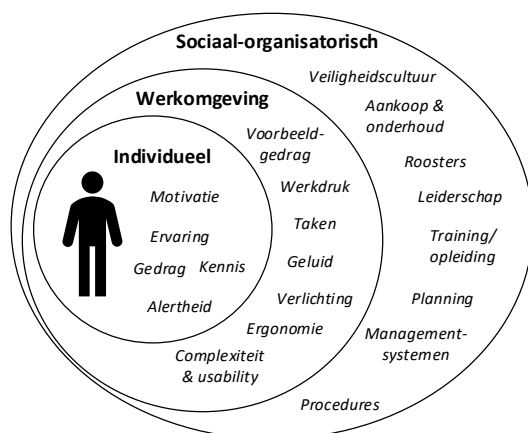 Sociaal-organisatorisch
Veiligheidscultuur
Werkomgeving
Aankoop &
onderhoud
Voorbeeld-
gedrag
Individueel
Roosters
Motivatie
Werkdruk
Leiderschap
Taken
Ervaring
Training/
opleiding
Gedrag
Kennis
Geluid
Alertheid
Verlichting
Planning
Ergonomie
Management-
systemen
Complexiteit
& usability
Procedures